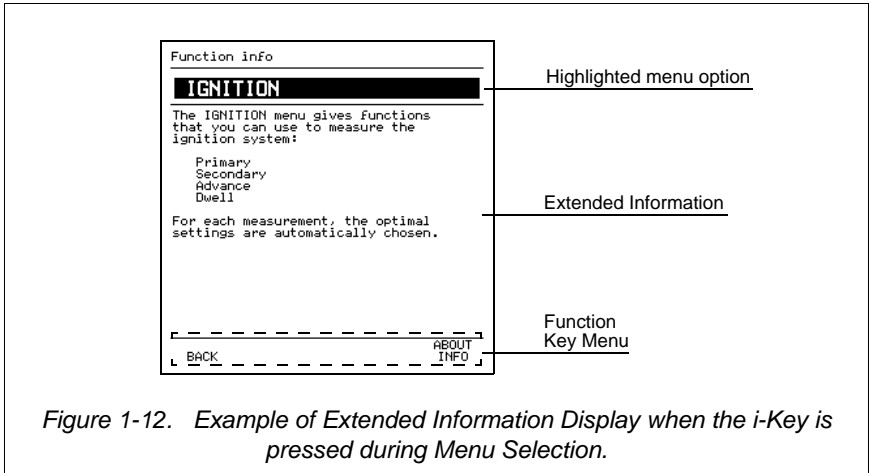 Function info
IGNITION
Highlighted menu option
The IGNITION menu gives functions
that you can use to measure the
ignition system:
Primary
Secondary
Advance
Dwell
Extended Information
For each measurement, the optimal
settings are automatically chosen.
Function
Key Menu
BACK
ABOUT
INFO
Figure 1-12. Example of Extended Information Display when the i-Key is
pressed during Menu Selection.